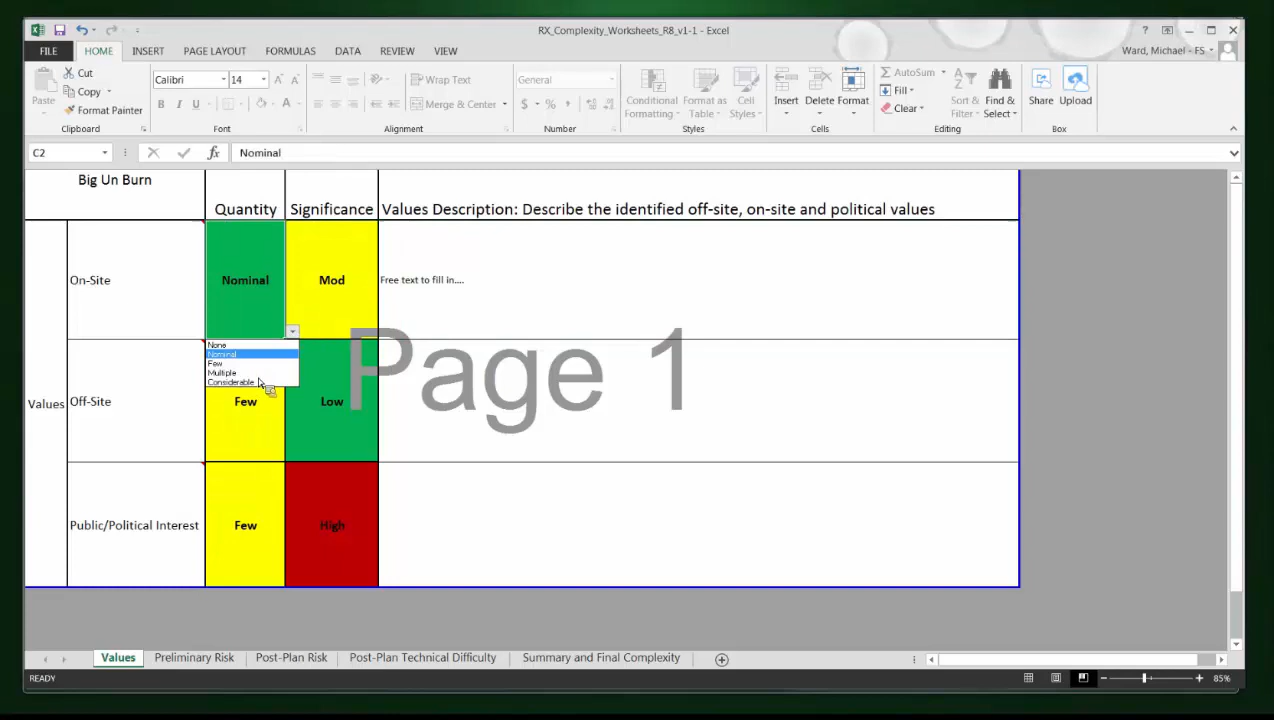 RX_Complexity_Worksheets_R8_v1-1 - Excel
FILE HOME INSERT PAGE LAYOUT FORMULAS DATA REVIEW VIEW
Ward, Michael - FS
Paste
Cut
Copy
Format Painter
Clipboard
Calibri 14
B I U
A A
Font
Wrap Text
Merge & Center
Alignment
General
$ % ,
Number
Conditional Formatting
Format as Table
Cell Styles
Styles
Insert Delete Format
Cells
AutoSum
Fill
Clear
Sort & Filter
Find & Select
Editing
Share Upload
Box
C2 fx Nominal
Big Un Burn
Quantity Significance Values Description: Describe the identified off-site, on-site and political values
Values
On-Site Nominal Mod Free text to fill in....
None
Nominal
Few
Multiple
Considerable
Page 1
Off-Site Few Low
Public/Political Interest Few High
Values Preliminary Risk Post-Plan Risk Post-Plan Technical Difficulty Summary and Final Complexity
READY 85%